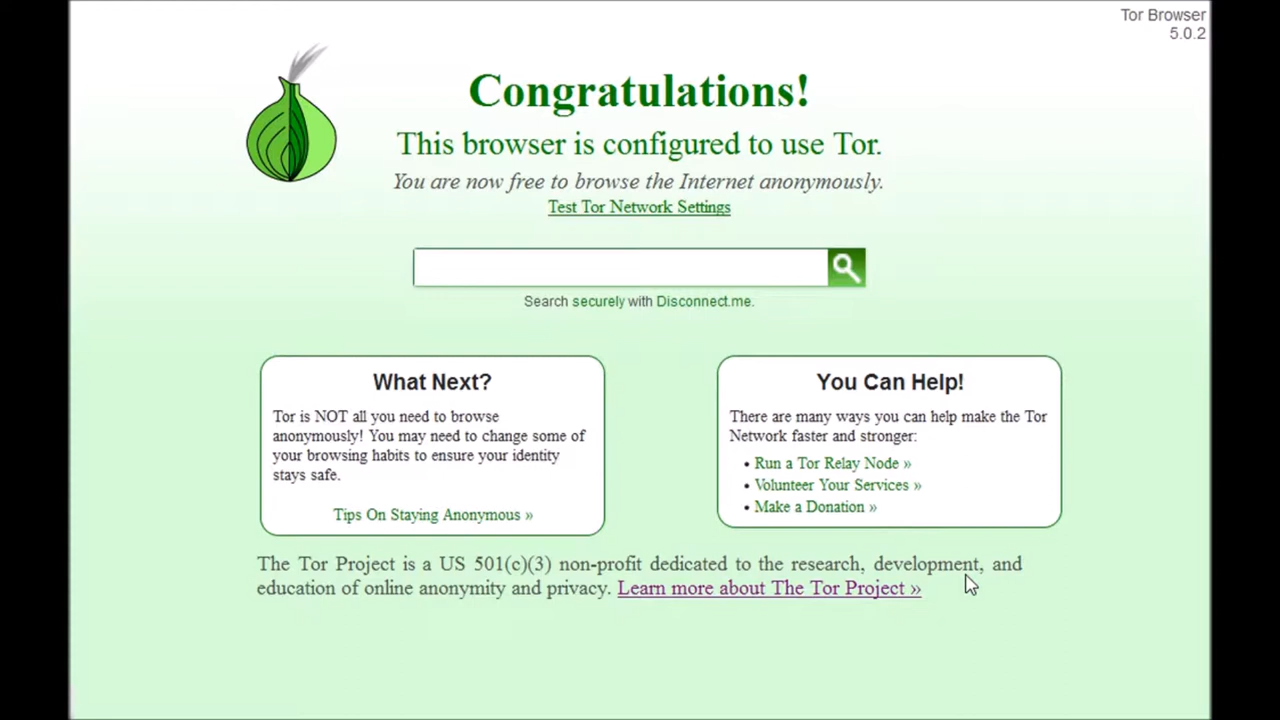 Tor Browser
5.0.2
Congratulations!
This browser is configured to use Tor.
You are now free to browse the Internet anonymously.
Test Tor Network Settings
Search securely with Disconnect.me.
What Next?
Tor is NOT all you need to browse
anonymously! You may need to change some of
your browsing habits to ensure your identity
stays safe.
Tips On Staying Anonymous »
You Can Help!
There are many ways you can help make the Tor
Network faster and stronger:
• Run a Tor Relay Node »
• Volunteer Your Services »
• Make a Donation »
The Tor Project is a US 501(c)(3) non-profit dedicated to the research, development, and
education of online anonymity and privacy. Learn more about The Tor Project »